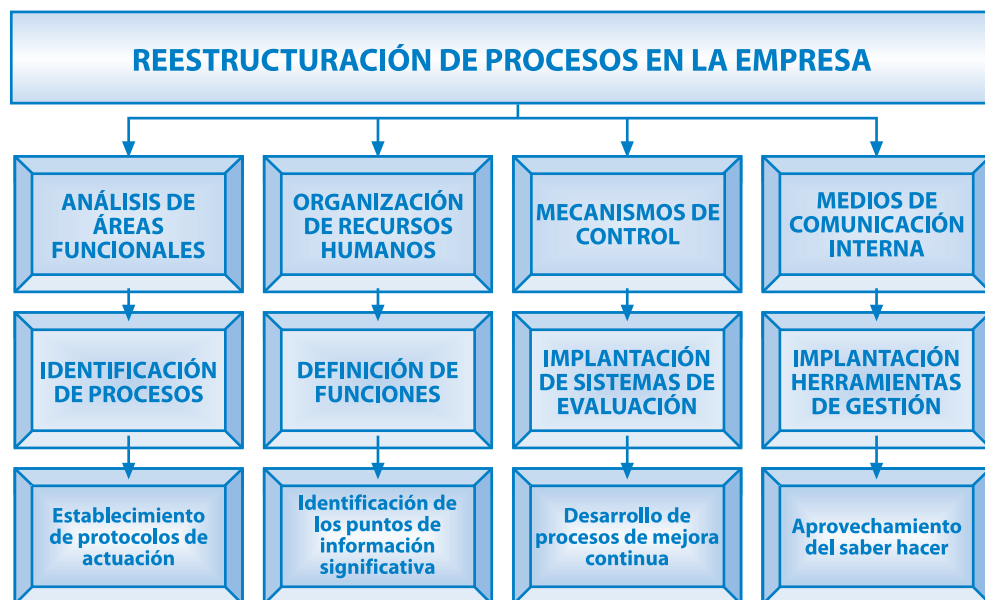 REESTRUCTURACIÓN DE PROCESOS EN LA EMPRESA
ANÁLISIS DE
ÁREAS
FUNCIONALES
ORGANIZACIÓN
DE RECURSOS
HUMANOS
MECANISMOS DE
CONTROL
MEDIOS DE
COMUNICACIÓN
INTERNA
IDENTIFICACIÓN
DE PROCESOS
DEFINICIÓN DE
FUNCIONES
IMPLANTACIÓN
DE SISTEMAS DE
EVALUACIÓN
IMPLANTACIÓN
HERRAMIENTAS
DE GESTIÓN
Establecimiento
de protocolos de
actuación
Identificación de
los puntos de
información
significativa
Desarrollo de
procesos de mejora
continua
Aprovechamiento
del saber hacer